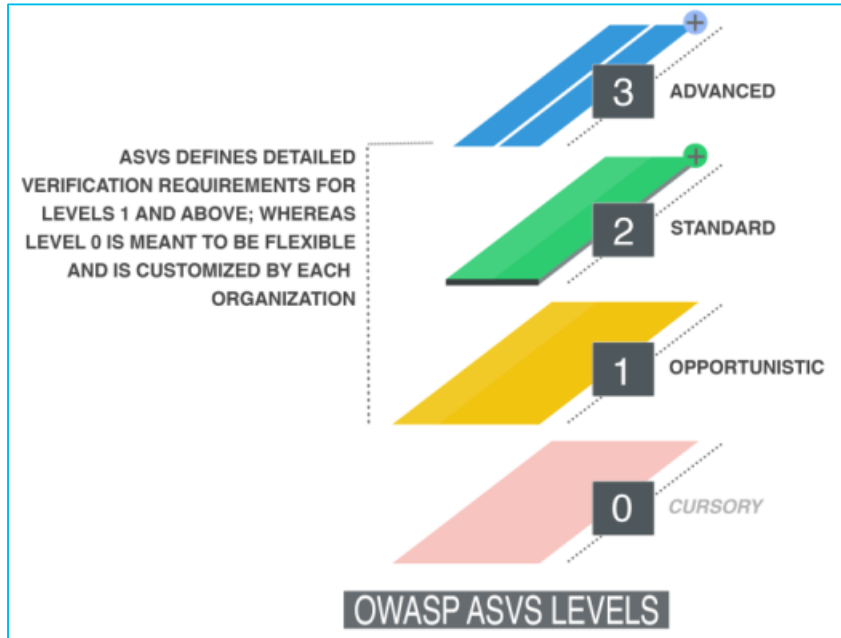 3
ADVANCED
ASVS DEFINES DETAILED
VERIFICATION REQUIREMENTS FOR
LEVELS 1 AND ABOVE; WHEREAS
LEVEL 0 IS MEANT TO BE FLEXIBLE
AND IS CUSTOMIZED BY EACH
ORGANIZATION
2
STANDARD
1
OPPORTUNISTIC
0
CURSORY
OWASP ASVS LEVELS